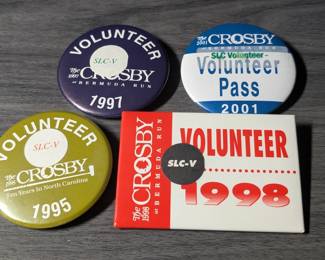 VOLUNTEER
SLC-V
The 1997
CROSBY
AT BERMUDA RUN
1997
The 2001
CROSBY
SLC Volunteer -
Volunteer
Pass
2001
VOLUNTEER
SLC-V
The 1995
CROSBY
Ten Years In North Carolina
1995
The 1998
CROSBY
AT BERMUDA RUN
VOLUNTEER
SLC-V
1998